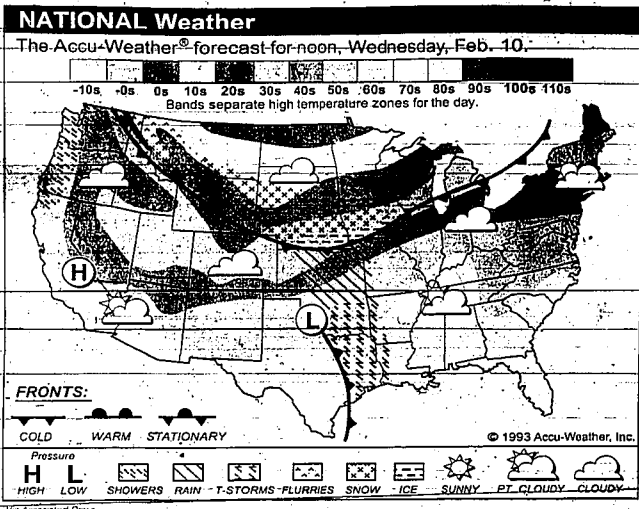 NATIONAL Weather
The Accu-Weather® forecast for noon, Wednesday, Feb. 10.
-10s -0s 0s 10s 20s 30s 40s 50s 60s 70s 80s 90s 100s 110s
Bands separate high temperature zones for the day.
H
L
FRONTS:
COLD WARM STATIONARY
© 1993 Accu-Weather, Inc.
Pressure
H L
HIGH LOW SHOWERS RAIN T-STORMS FLURRIES SNOW ICE SUNNY PT. CLOUDY CLOUDY